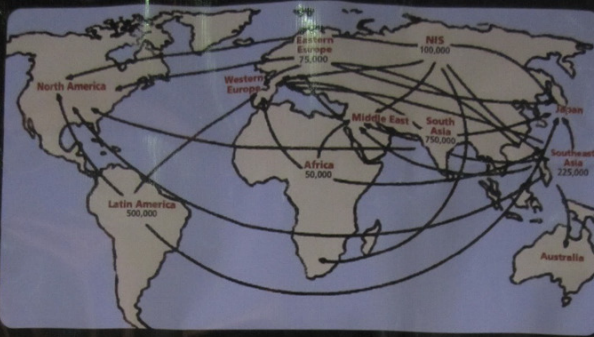 Eastern
Europe
75,000
NIS
100,000
North America
Western
Europe
Middle East
South
Asia
750,000
Japan
Southeast
Asia
225,000
Africa
50,000
Latin America
500,000
Australia